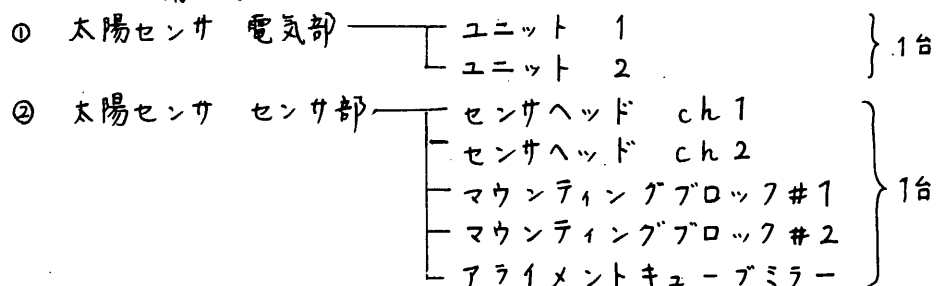 ① 太陽センサ 電気部 ユニット 1
ユニット 2
1台
② 太陽センサ センサ部 センサヘッド ch1
センサヘッド ch2
マウンティングブロック#1
マウンティングブロック#2
アライメントキューブミラー
1台